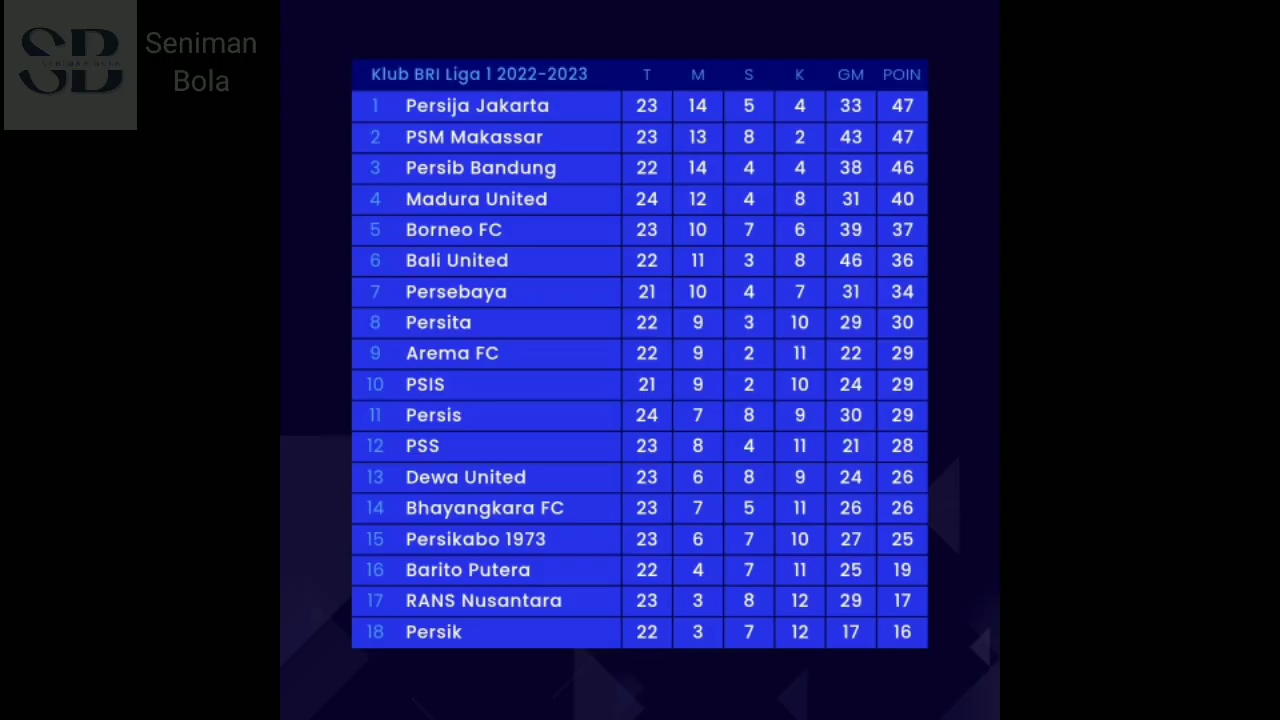 SB
SENIMAN BOLA
Seniman
Bola
Klub BRI Liga 1 2022-2023 T M S K GM POIN
1 Persija Jakarta 23 14 5 4 33 47
2 PSM Makassar 23 13 8 2 43 47
3 Persib Bandung 22 14 4 4 38 46
4 Madura United 24 12 4 8 31 40
5 Borneo FC 23 10 7 6 39 37
6 Bali United 22 11 3 8 46 36
7 Persebaya 21 10 4 7 31 34
8 Persita 22 9 3 10 29 30
9 Arema FC 22 9 2 11 22 29
10 PSIS 21 9 2 10 24 29
11 Persis 24 7 8 9 30 29
12 PSS 23 8 4 11 21 28
13 Dewa United 23 6 8 9 24 26
14 Bhayangkara FC 23 7 5 11 26 26
15 Persikabo 1973 23 6 7 10 27 25
16 Barito Putera 22 4 7 11 25 19
17 RANS Nusantara 23 3 8 12 29 17
18 Persik 22 3 7 12 17 16